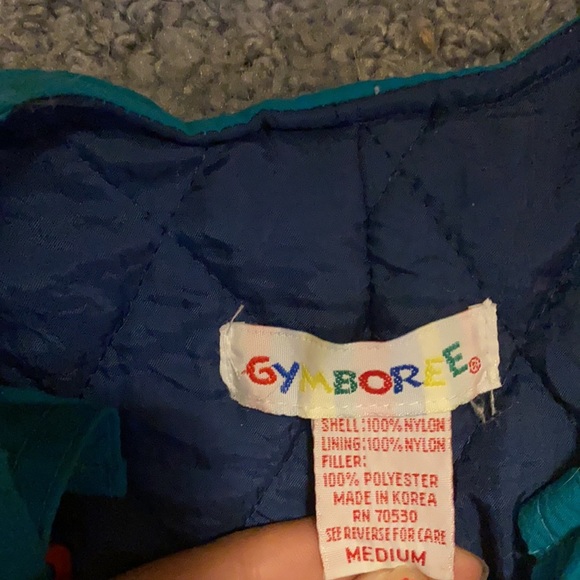 GYMBOREE®
SHELL:100%NYLON
LINING:100%NYLON
FILLER:
100% POLYESTER
MADE IN KOREA
RN 70530
SEE REVERSE FOR CARE
MEDIUM